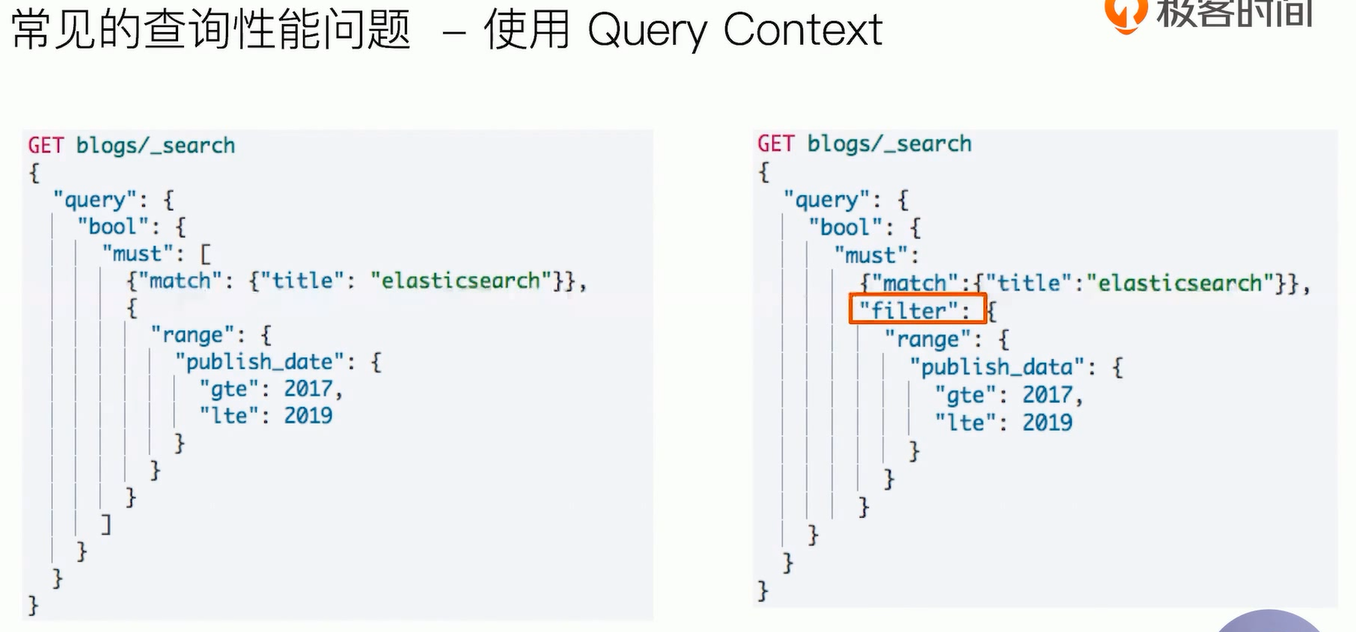 常见的查询性能问题 – 使用 Query Context
极客时间
GET blogs/_search
{
  "query": {
    "bool": {
      "must": [
        {"match": {"title": "elasticsearch"}},
        {
          "range": {
            "publish_date": {
              "gte": 2017,
              "lte": 2019
            }
          }
        }
      ]
    }
  }
}
GET blogs/_search
{
  "query": {
    "bool": {
      "must":
        {"match":{"title":"elasticsearch"}},
        "filter": {
          "range": {
            "publish_data": {
              "gte": 2017,
              "lte": 2019
            }
          }
        }
    }
  }
}